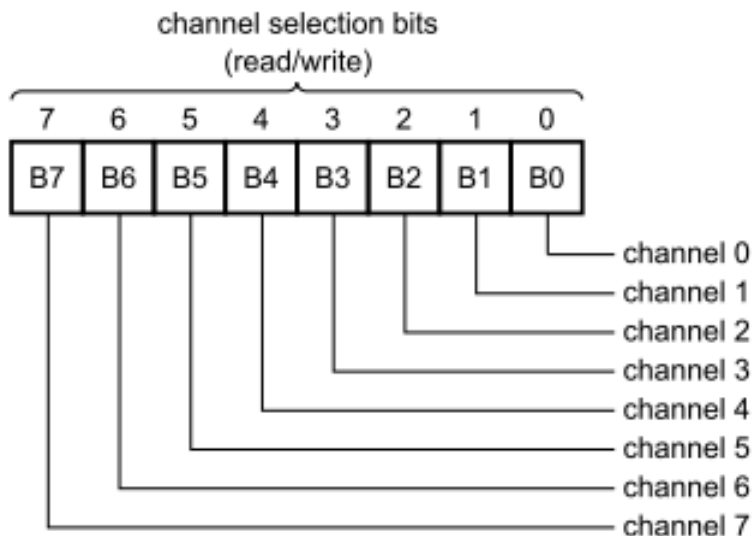 channel selection bits
(read/write)
7 6 5 4 3 2 1 0
B7 B6 B5 B4 B3 B2 B1 B0
channel 0
channel 1
channel 2
channel 3
channel 4
channel 5
channel 6
channel 7